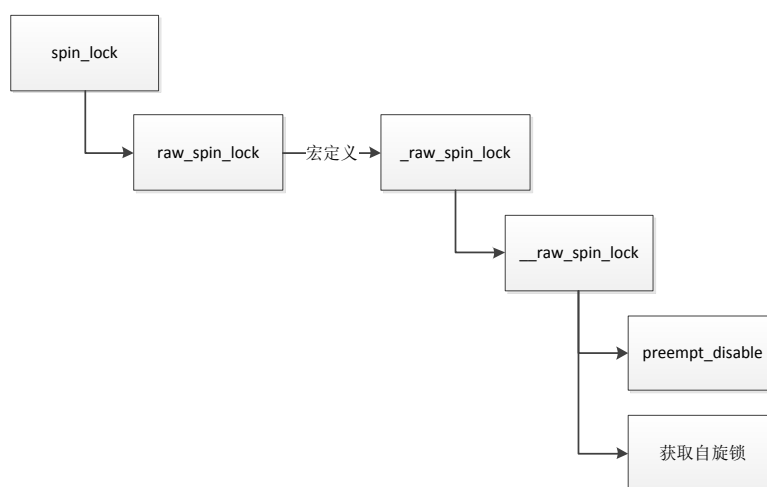 spin_lock
raw_spin_lock
宏定义
_raw_spin_lock
__raw_spin_lock
preempt_disable
获取自旋锁